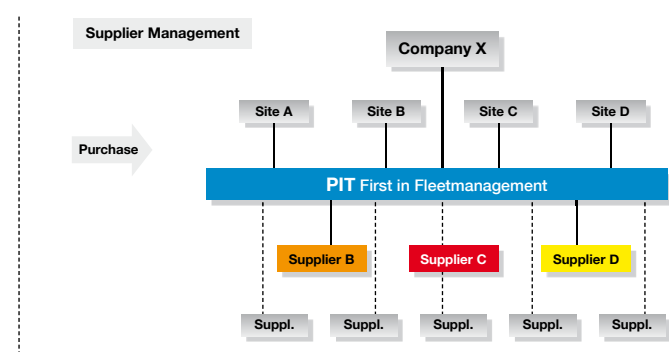 Supplier Management
Company X
Site A
Site B
Site C
Site D
Purchase
PIT First in Fleetmanagement
Supplier B
Supplier C
Supplier D
Suppl.
Suppl.
Suppl.
Suppl.
Suppl.